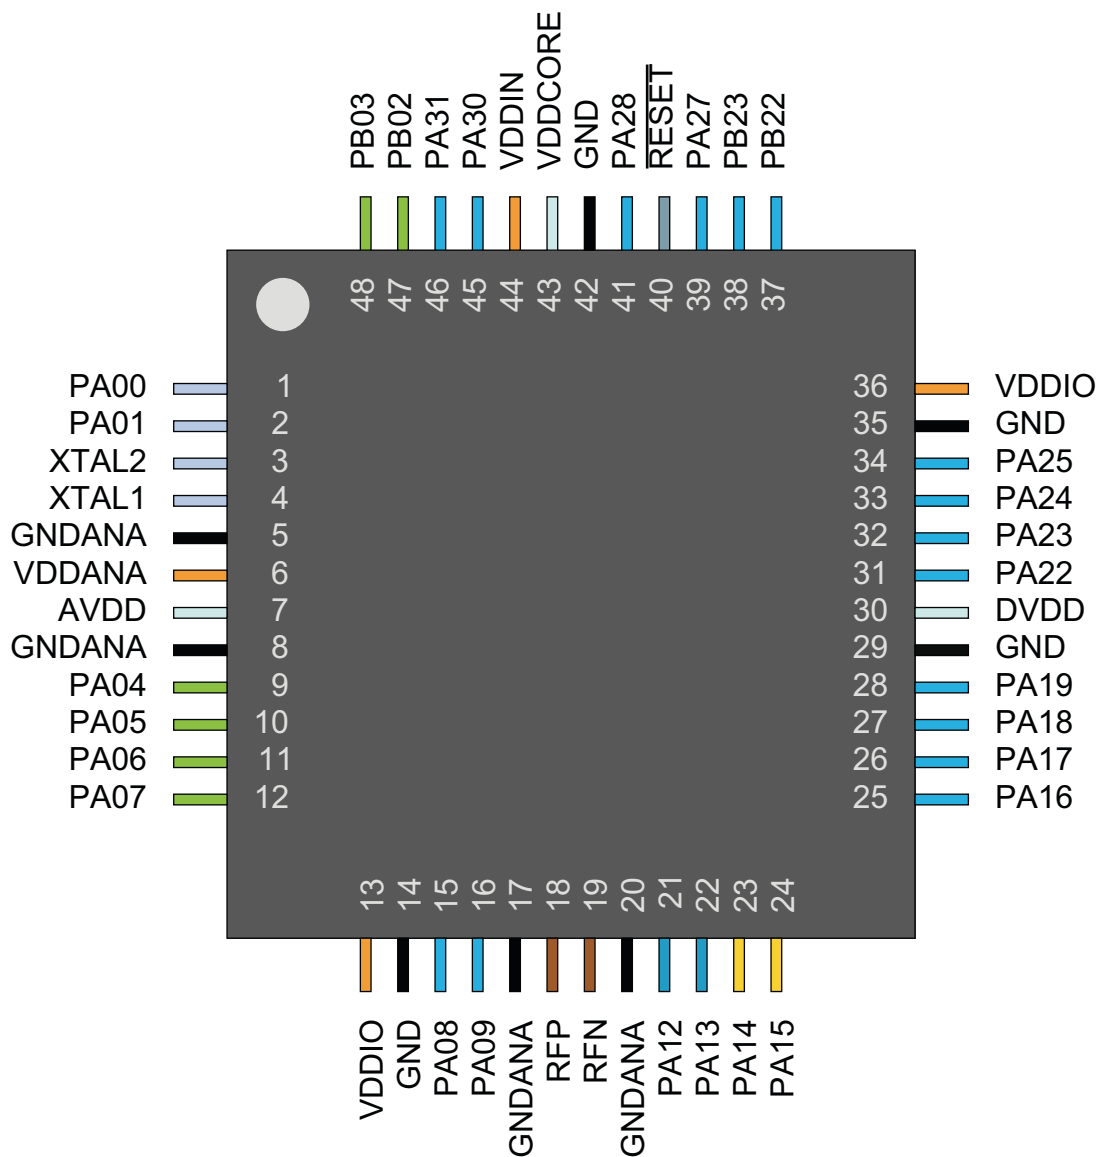 PB03
PB02
PA31
PA30
VDDIN
VDDCORE
GND
PA28
RESET
PA27
PB23
PB22
48
47
46
45
44
43
42
41
40
39
38
37
PA00 1
PA01 2
XTAL2 3
XTAL1 4
GNDANA 5
VDDANA 6
AVDD 7
GNDANA 8
PA04 9
PA05 10
PA06 11
PA07 12
36 VDDIO
35 GND
34 PA25
33 PA24
32 PA23
31 PA22
30 DVDD
29 GND
28 PA19
27 PA18
26 PA17
25 PA16
13
14
15
16
17
18
19
20
21
22
23
24
VDDIO
GND
PA08
PA09
GNDANA
RFP
RFN
GNDANA
PA12
PA13
PA14
PA15